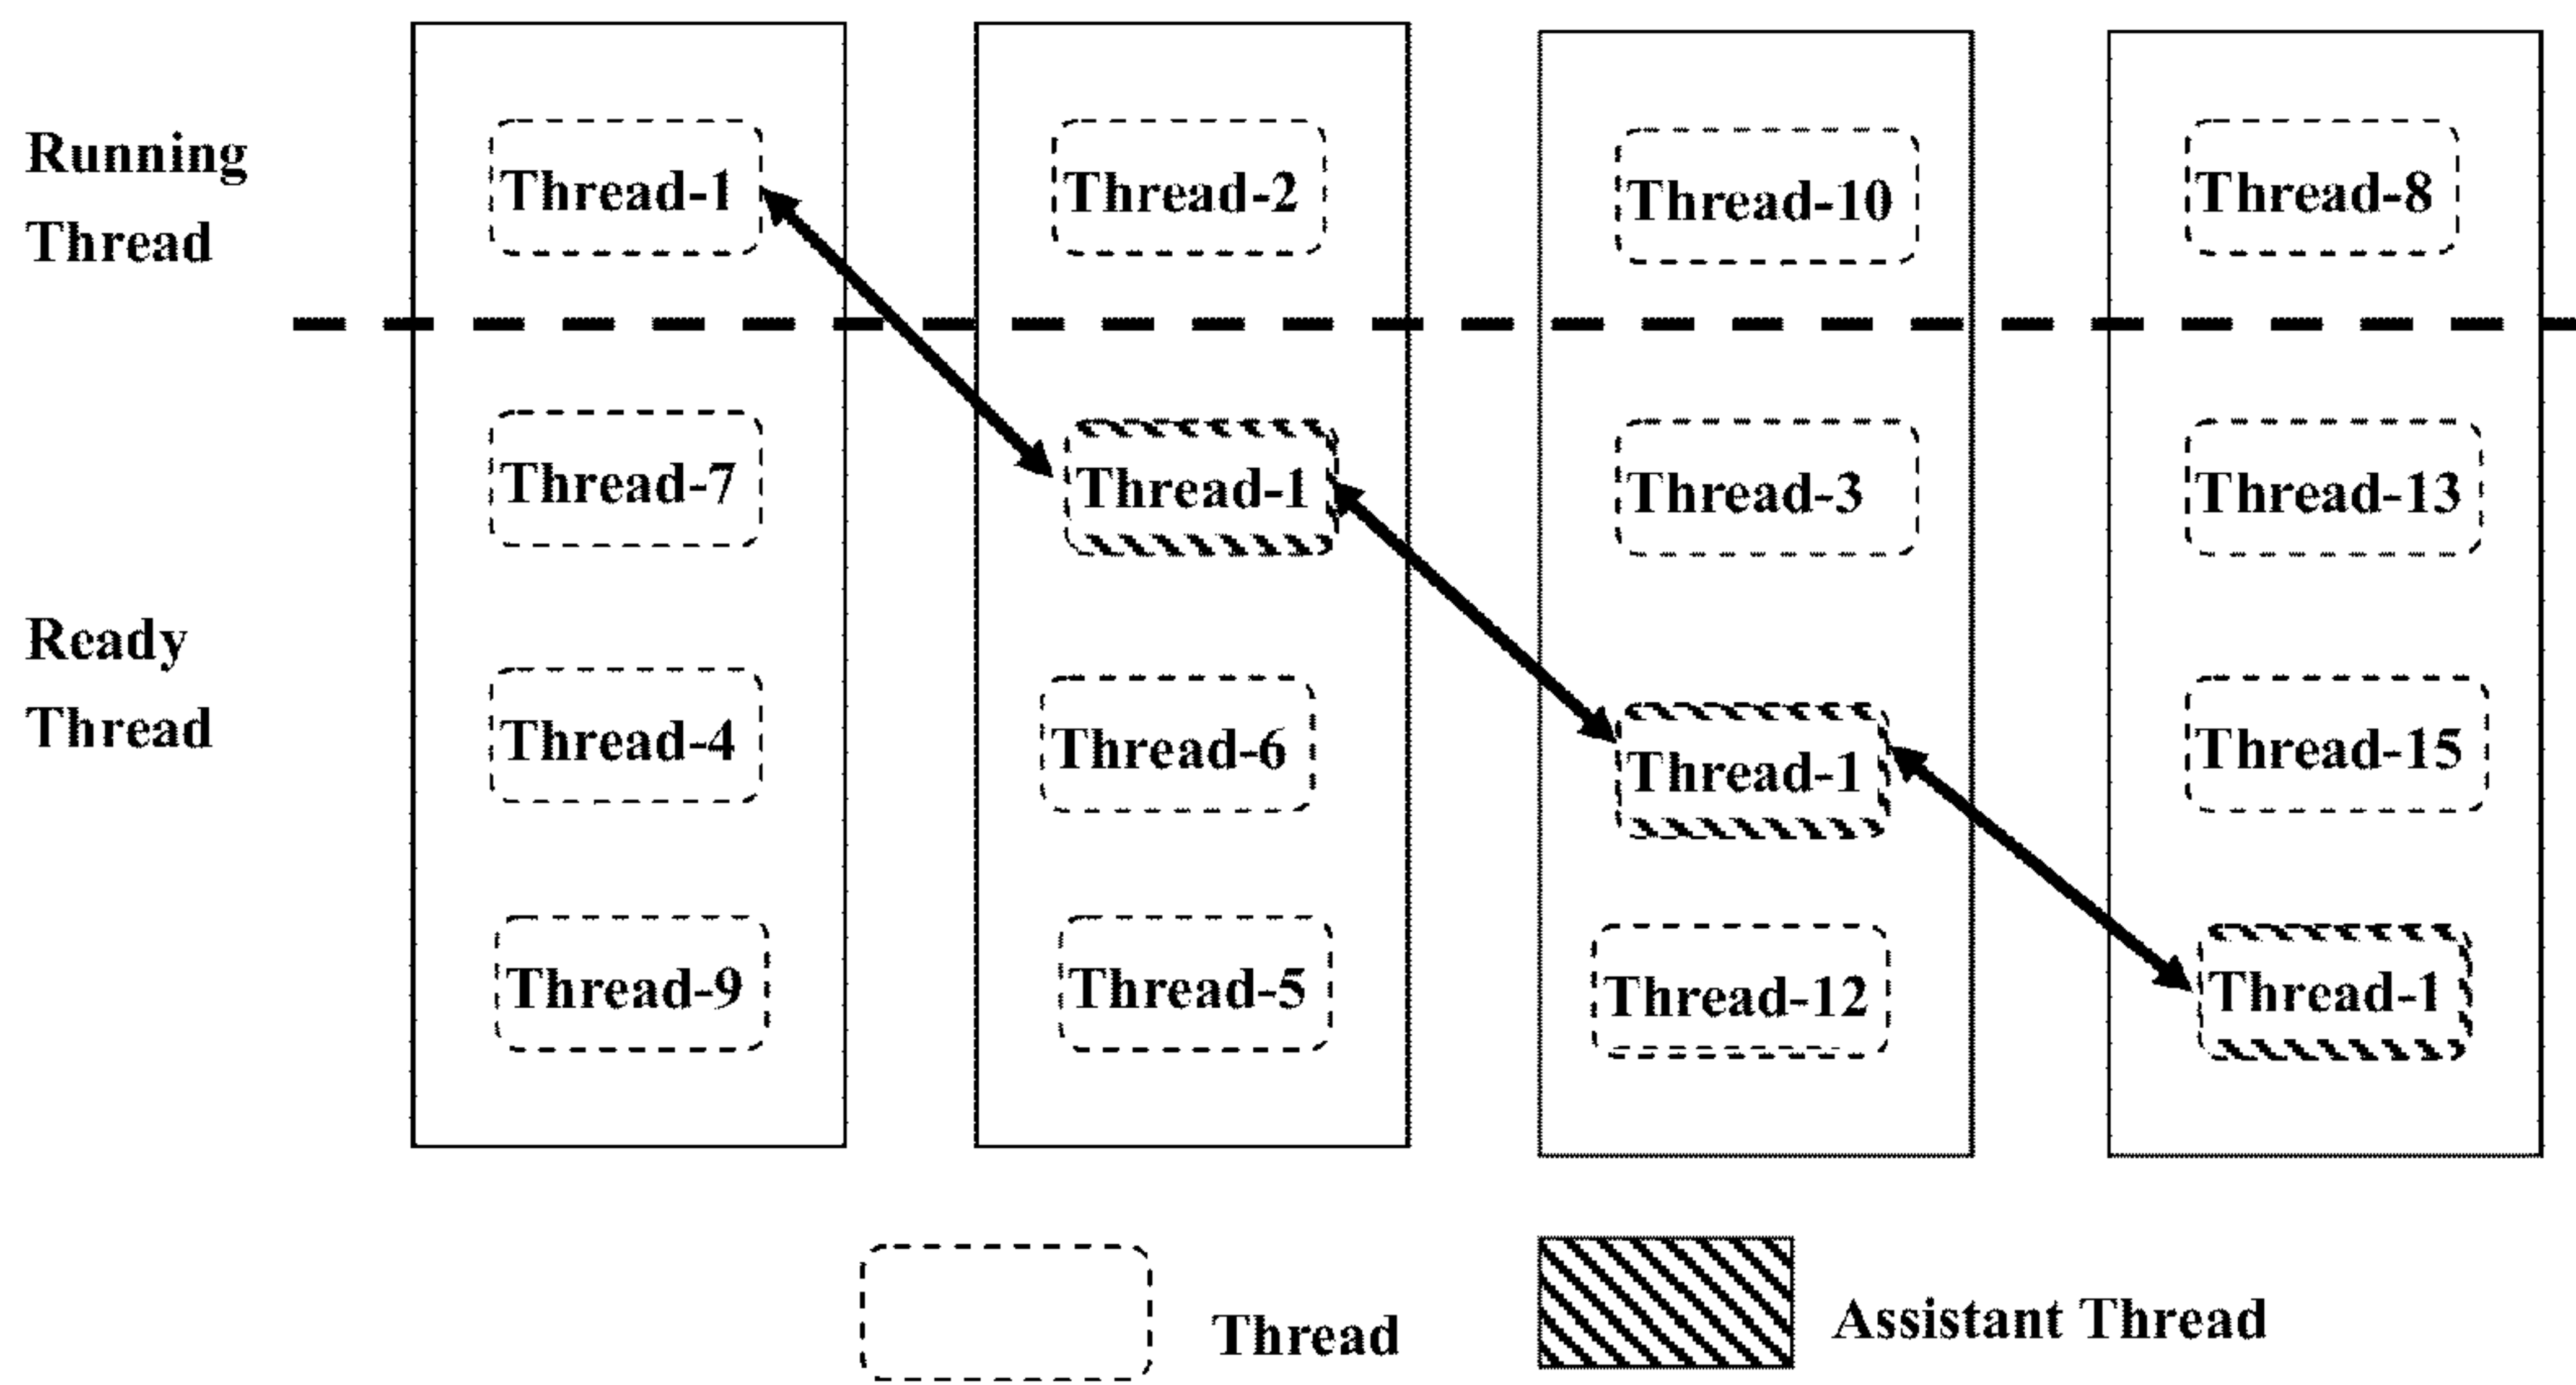 Running
Thread
Thread-1
Thread-2
Thread-10
Thread-8
Thread-7
Thread-1
Thread-3
Thread-13
Ready
Thread
Thread-4
Thread-6
Thread-1
Thread-15
Thread-9
Thread-5
Thread-12
Thread-1
Thread
Assistant Thread